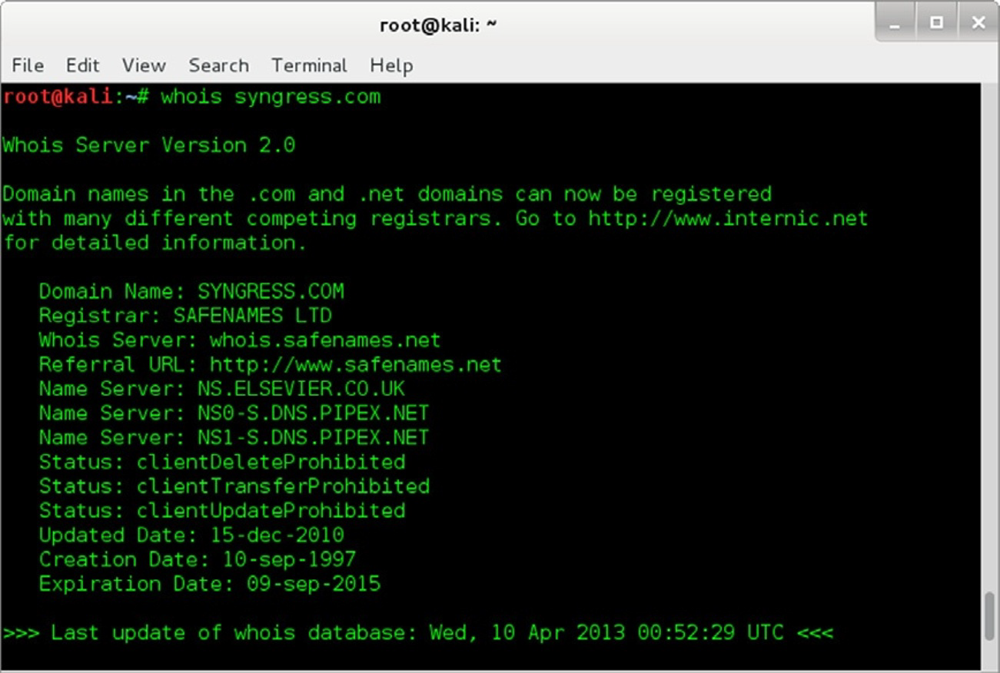 root@kali: ~
File Edit View Search Terminal Help
root@kali:~# whois syngress.com
Whois Server Version 2.0
Domain names in the .com and .net domains can now be registered
with many different competing registrars. Go to http://www.internic.net
for detailed information.
Domain Name: SYNGRESS.COM
Registrar: SAFENAMES LTD
Whois Server: whois.safenames.net
Referral URL: http://www.safenames.net
Name Server: NS.ELSEVIER.CO.UK
Name Server: NS0-S.DNS.PIPEX.NET
Name Server: NS1-S.DNS.PIPEX.NET
Status: clientDeleteProhibited
Status: clientTransferProhibited
Status: clientUpdateProhibited
Updated Date: 15-dec-2010
Creation Date: 10-sep-1997
Expiration Date: 09-sep-2015
>>> Last update of whois database: Wed, 10 Apr 2013 00:52:29 UTC <<<